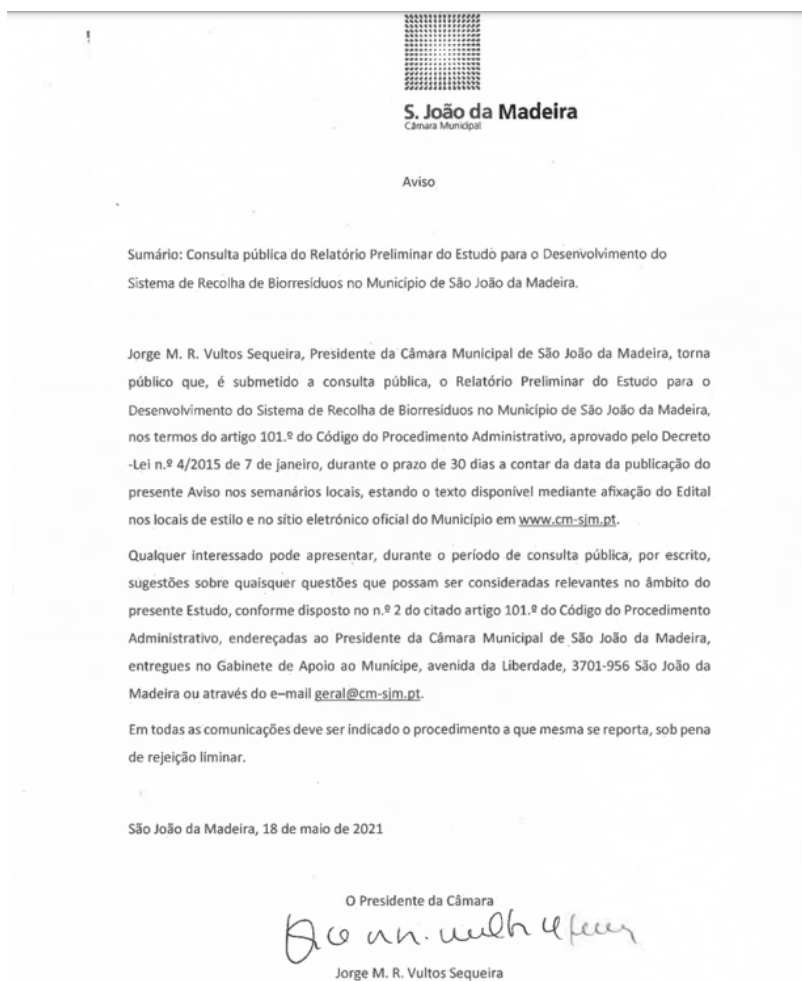 S. João da Madeira
Câmara Municipal
Aviso
Sumário: Consulta pública do Relatório Preliminar do Estudo para o Desenvolvimento do
Sistema de Recolha de Biorresíduos no Município de São João da Madeira.
Jorge M. R. Vultos Sequeira, Presidente da Câmara Municipal de São João da Madeira, torna
público que, é submetido a consulta pública, o Relatório Preliminar do Estudo para o
Desenvolvimento do Sistema de Recolha de Biorresíduos no Município de São João da Madeira,
nos termos do artigo 101.º do Código do Procedimento Administrativo, aprovado pelo Decreto
-Lei n.º 4/2015 de 7 de janeiro, durante o prazo de 30 dias a contar da data da publicação do
presente Aviso nos semanários locais, estando o texto disponível mediante afixação do Edital
nos locais de estilo e no sítio eletrónico oficial do Município em www.cm-sjm.pt.
Qualquer interessado pode apresentar, durante o período de consulta pública, por escrito,
sugestões sobre quaisquer questões que possam ser consideradas relevantes no âmbito do
presente Estudo, conforme disposto no n.º 2 do citado artigo 101.º do Código do Procedimento
Administrativo, endereçadas ao Presidente da Câmara Municipal de São João da Madeira,
entregues no Gabinete de Apoio ao Munícipe, avenida da Liberdade, 3701-956 São João da
Madeira ou através do e–mail geral@cm-sjm.pt.
Em todas as comunicações deve ser indicado o procedimento a que mesma se reporta, sob pena
de rejeição liminar.
São João da Madeira, 18 de maio de 2021
O Presidente da Câmara
Jorge M. R. Vultos Sequeira